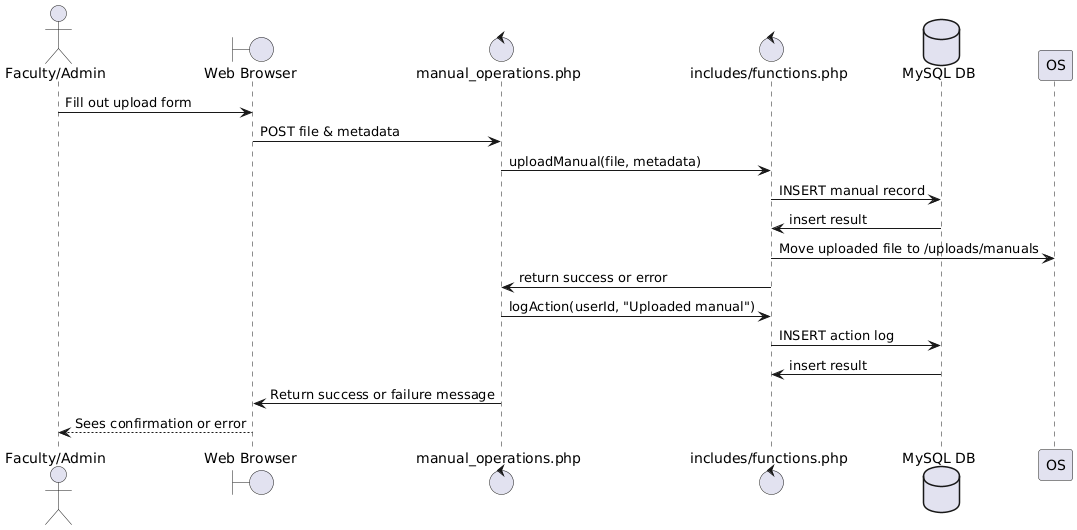 Faculty/Admin
Web Browser
manual_operations.php
includes/functions.php
MySQL DB
OS
Fill out upload form
POST file & metadata
uploadManual(file, metadata)
INSERT manual record
insert result
Move uploaded file to /uploads/manuals
return success or error
logAction(userId, "Uploaded manual")
INSERT action log
insert result
Return success or failure message
Sees confirmation or error
Faculty/Admin
Web Browser
manual_operations.php
includes/functions.php
MySQL DB
OS